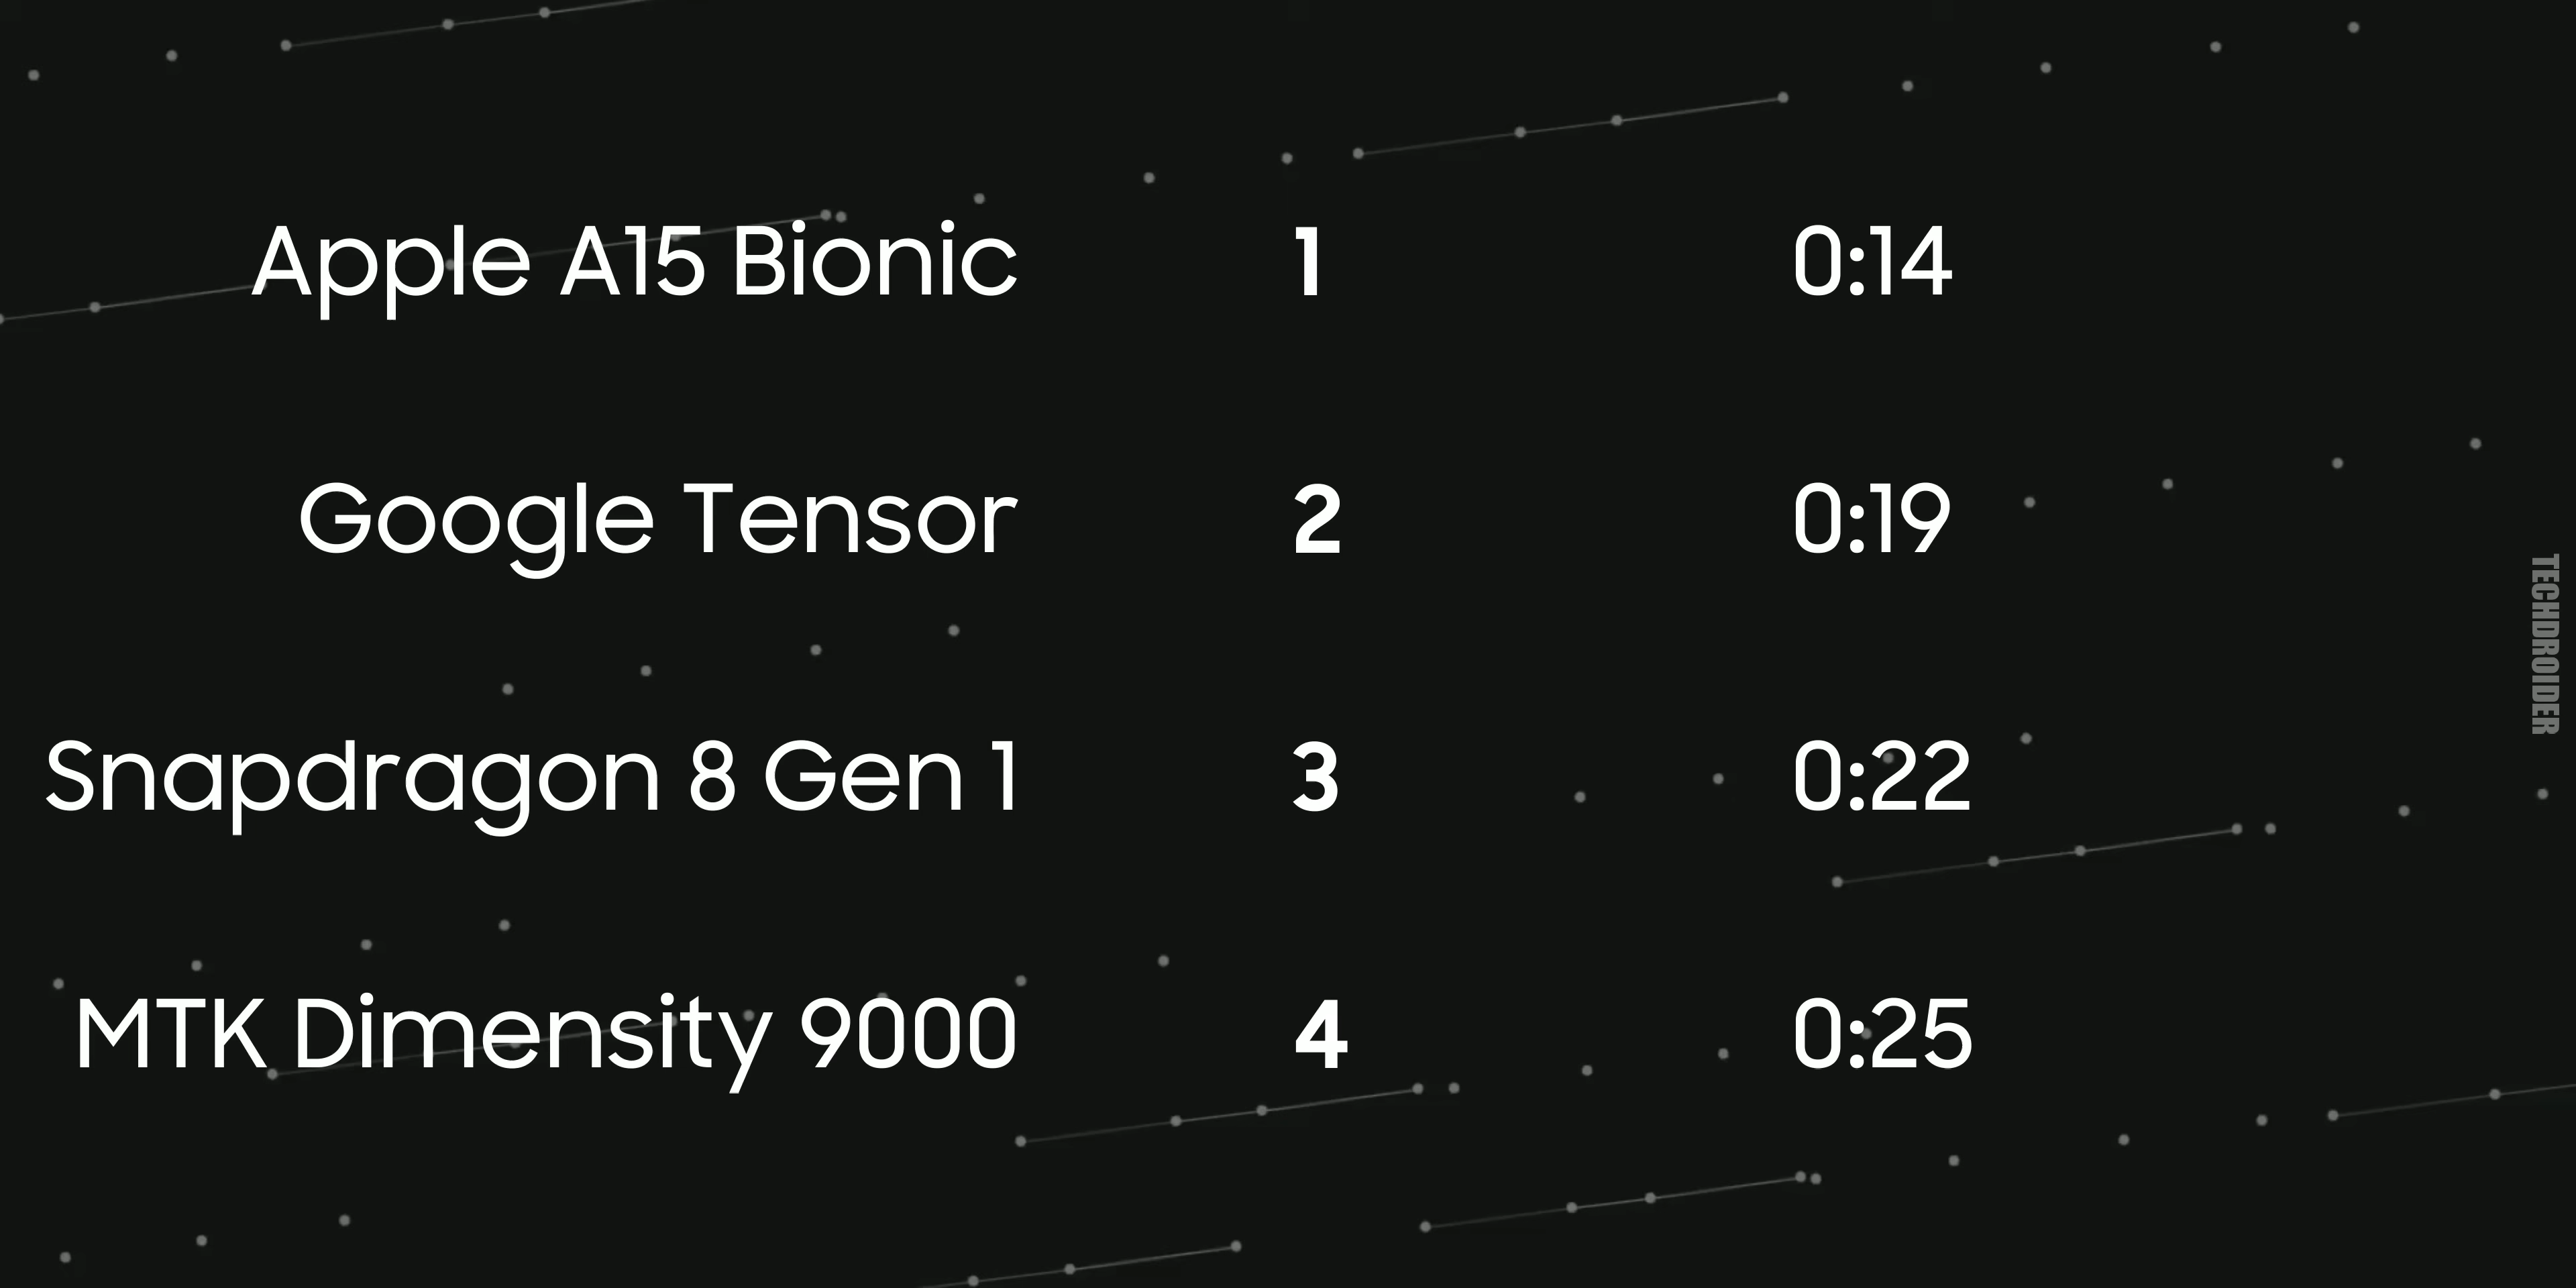 Apple A15 Bionic 1 0:14
Google Tensor 2 0:19
Snapdragon 8 Gen 1 3 0:22
MTK Dimensity 9000 4 0:25
TECHDROIDER